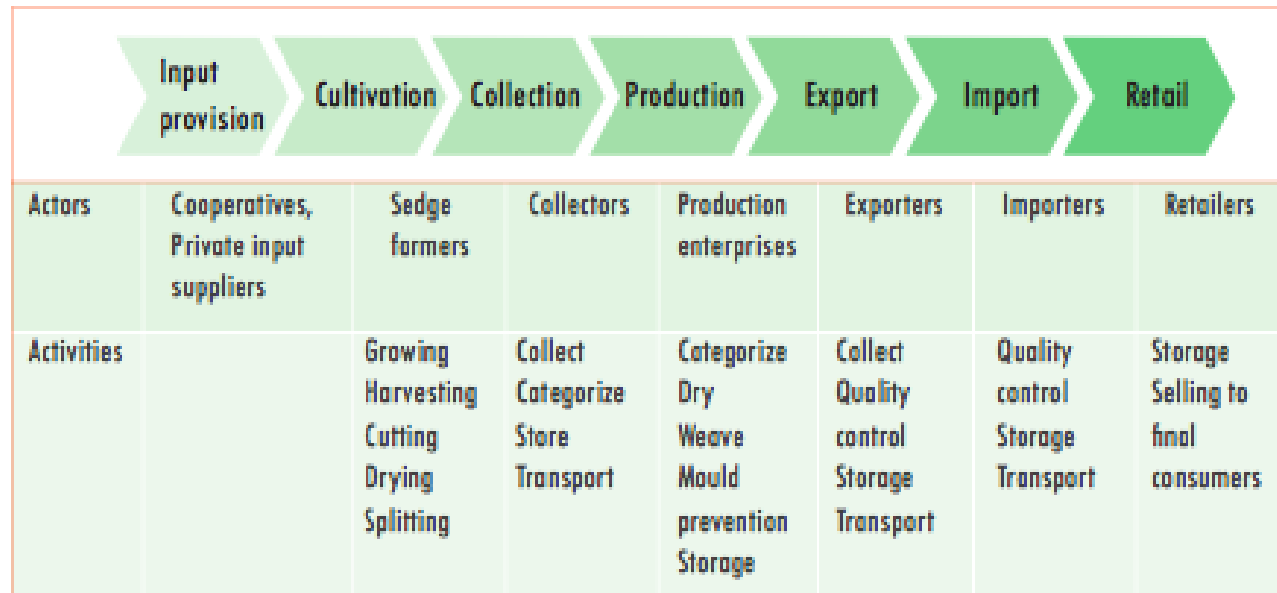 Input
provision
Cultivation
Collection
Production
Export
Import
Retail
Actors
Cooperatives,
Private input
suppliers
Sedge
farmers
Collectors
Production
enterprises
Exporters
Importers
Retailers
Activities
Growing
Harvesting
Cutting
Drying
Splitting
Collect
Categorize
Store
Transport
Categorize
Dry
Weave
Mould
prevention
Storage
Collect
Quality
control
Storage
Transport
Quality
control
Storage
Transport
Storage
Selling to
final
consumers